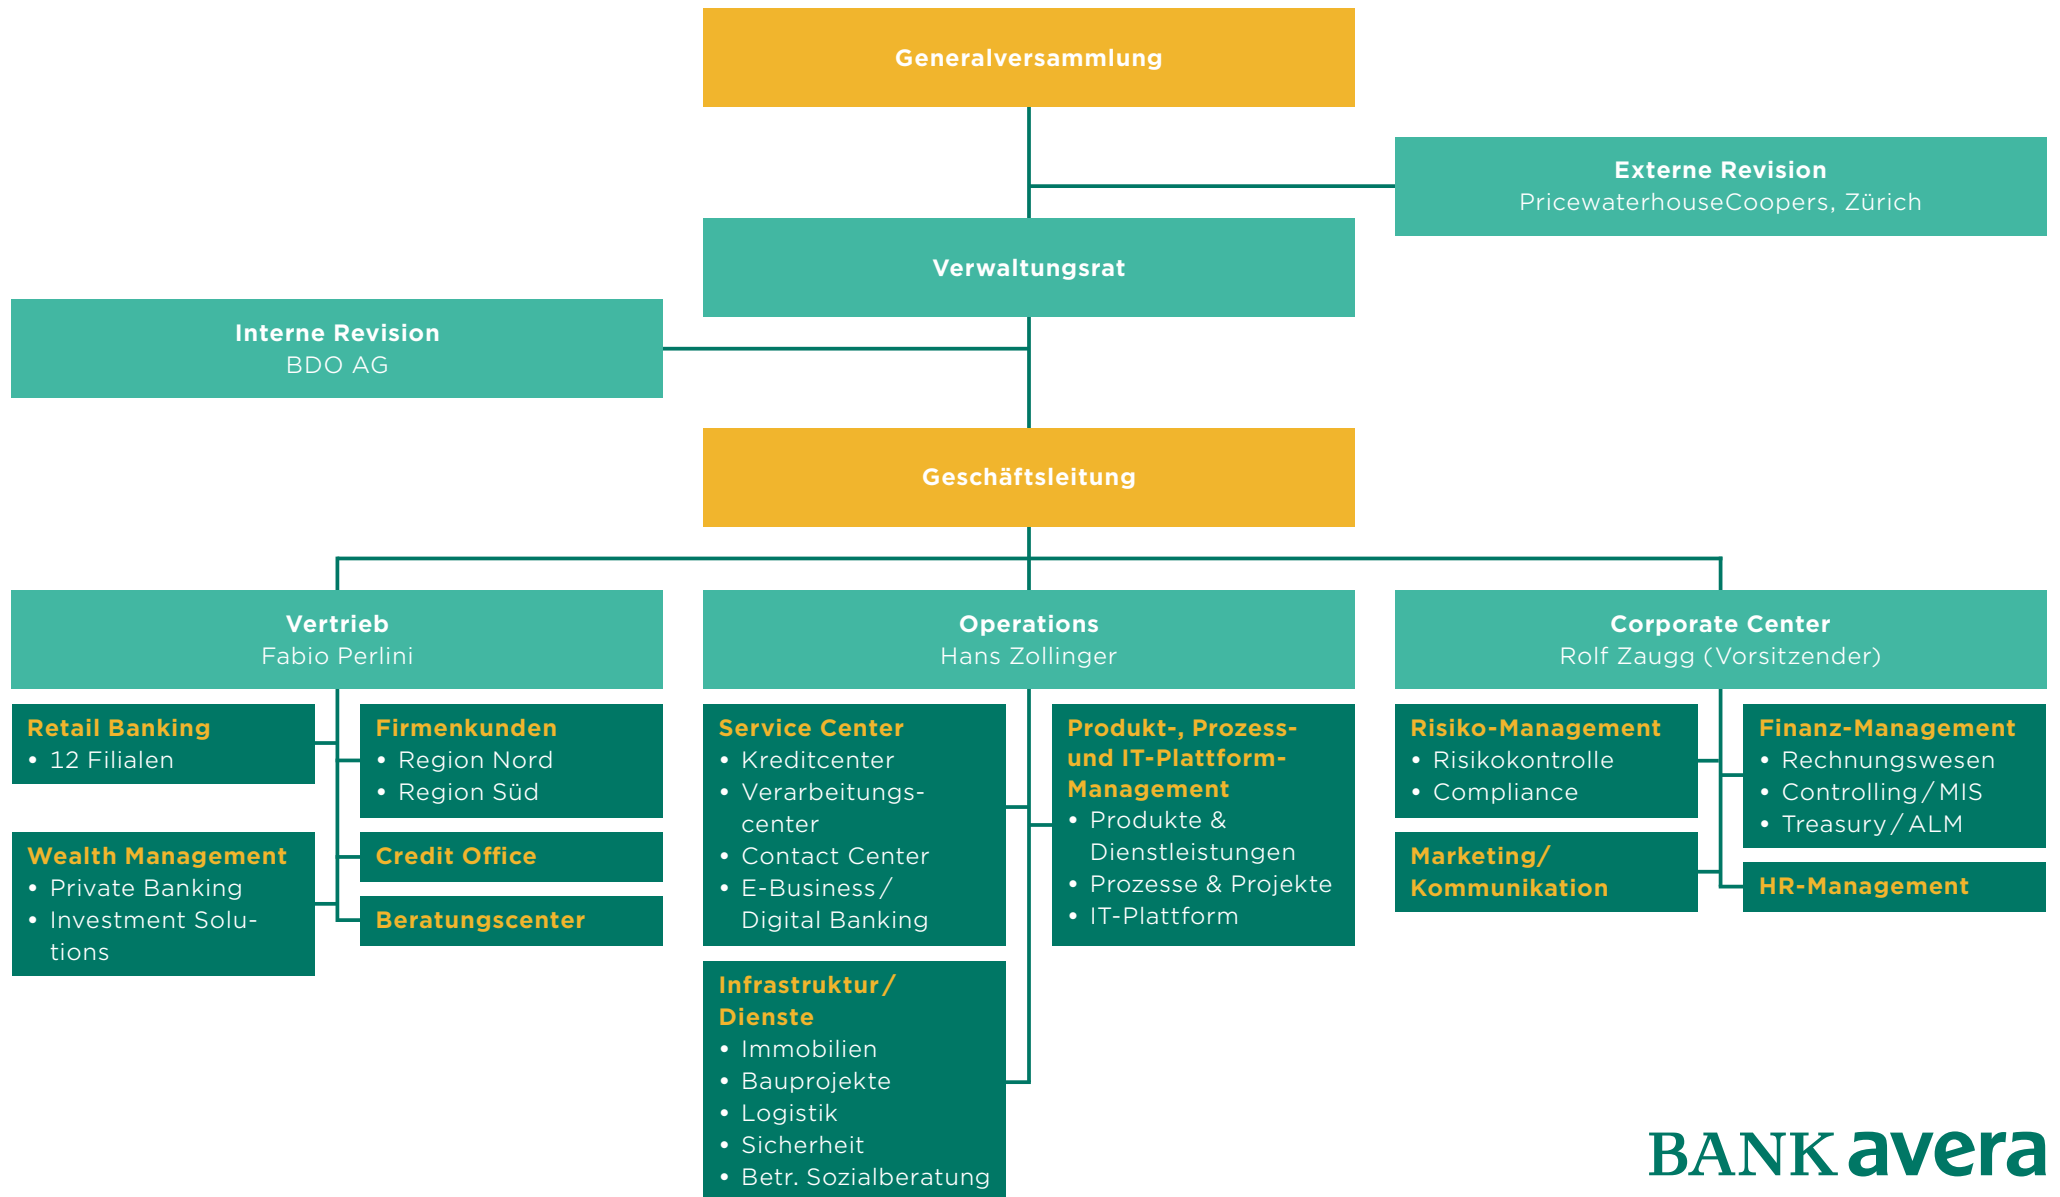 Generalversammlung
Externe Revision
PricewaterhouseCoopers, Zürich
Verwaltungsrat
Interne Revision
BDO AG
Geschäftsleitung
Vertrieb
Fabio Perlini
Retail Banking
• 12 Filialen
Wealth Management
• Private Banking
• Investment Solu-
tions
Firmenkunden
• Region Nord
• Region Süd
Credit Office
Beratungscenter
Operations
Hans Zollinger
Service Center
• Kreditcenter
• Verarbeitungs-
center
• Contact Center
• E-Business/
Digital Banking
Infrastruktur/
Dienste
• Immobilien
• Bauprojekte
• Logistik
• Sicherheit
• Betr. Sozialberatung
Produkt-, Prozess-
und IT-Plattform-
Management
• Produkte &
Dienstleistungen
• Prozesse & Projekte
• IT-Plattform
Corporate Center
Rolf Zaugg (Vorsitzender)
Risiko-Management
• Risikokontrolle
• Compliance
Marketing/
Kommunikation
Finanz-Management
• Rechnungswesen
• Controlling/MIS
• Treasury/ALM
HR-Management
BANK avera